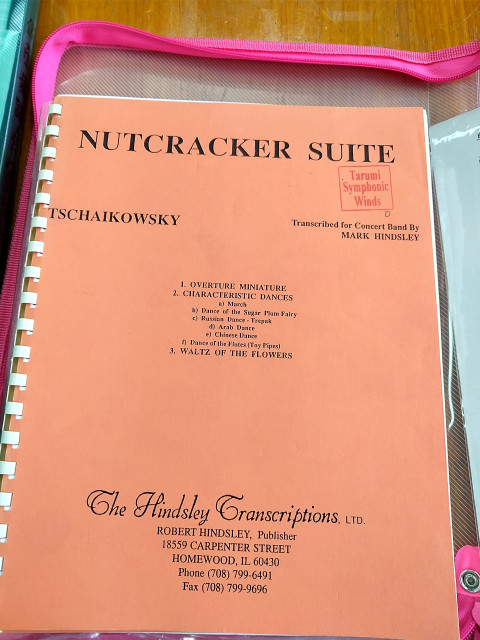 NUTCRACKER SUITE
Tarumi
Symphonic
Winds
TSCHAIKOWSKY
Transcribed for Concert Band By
MARK HINDSLEY
1. OVERTURE MINIATURE
2. CHARACTERISTIC DANCES
a) March
b) Dance of the Sugar Plum Fairy
c) Russian Dance - Trepak
d) Arab Dance
e) Chinese Dance
f) Dance of the Flutes (Toy Pipes)
3. WALTZ OF THE FLOWERS
The Hindsley Transcriptions, LTD.
ROBERT HINDSLEY, Publisher
18559 CARPENTER STREET
HOMEWOOD, IL 60430
Phone (708) 799-6491
Fax (708) 799-9696